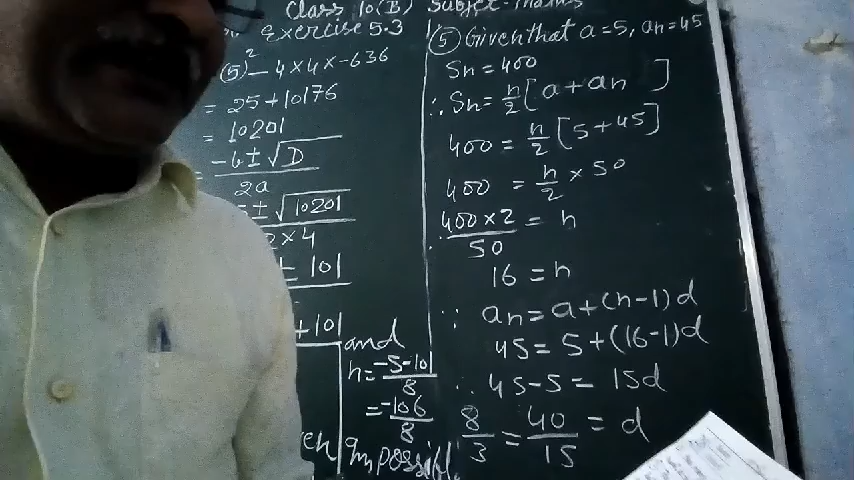 Class 10(B) Subject-maths
Exercise 5.3
(5)² - 4×4×-636
= 25+10176
= 10201
= -b±√D
2a
± √10201
2×4
± 101
+101
and
n = -5-101
8
= -106
8
impossible
⑤ Given that a=5, an=45
Sn=400
∴ Sn = n/2 [a+an]
400 = n/2 [5+45]
400 = n/2 × 50
∴ 400×2/50 = n
16 = n
∵ an = a+(n-1)d
45 = 5+(16-1)d
∴ 45-5 = 15d
8/3 = 40/15 = d